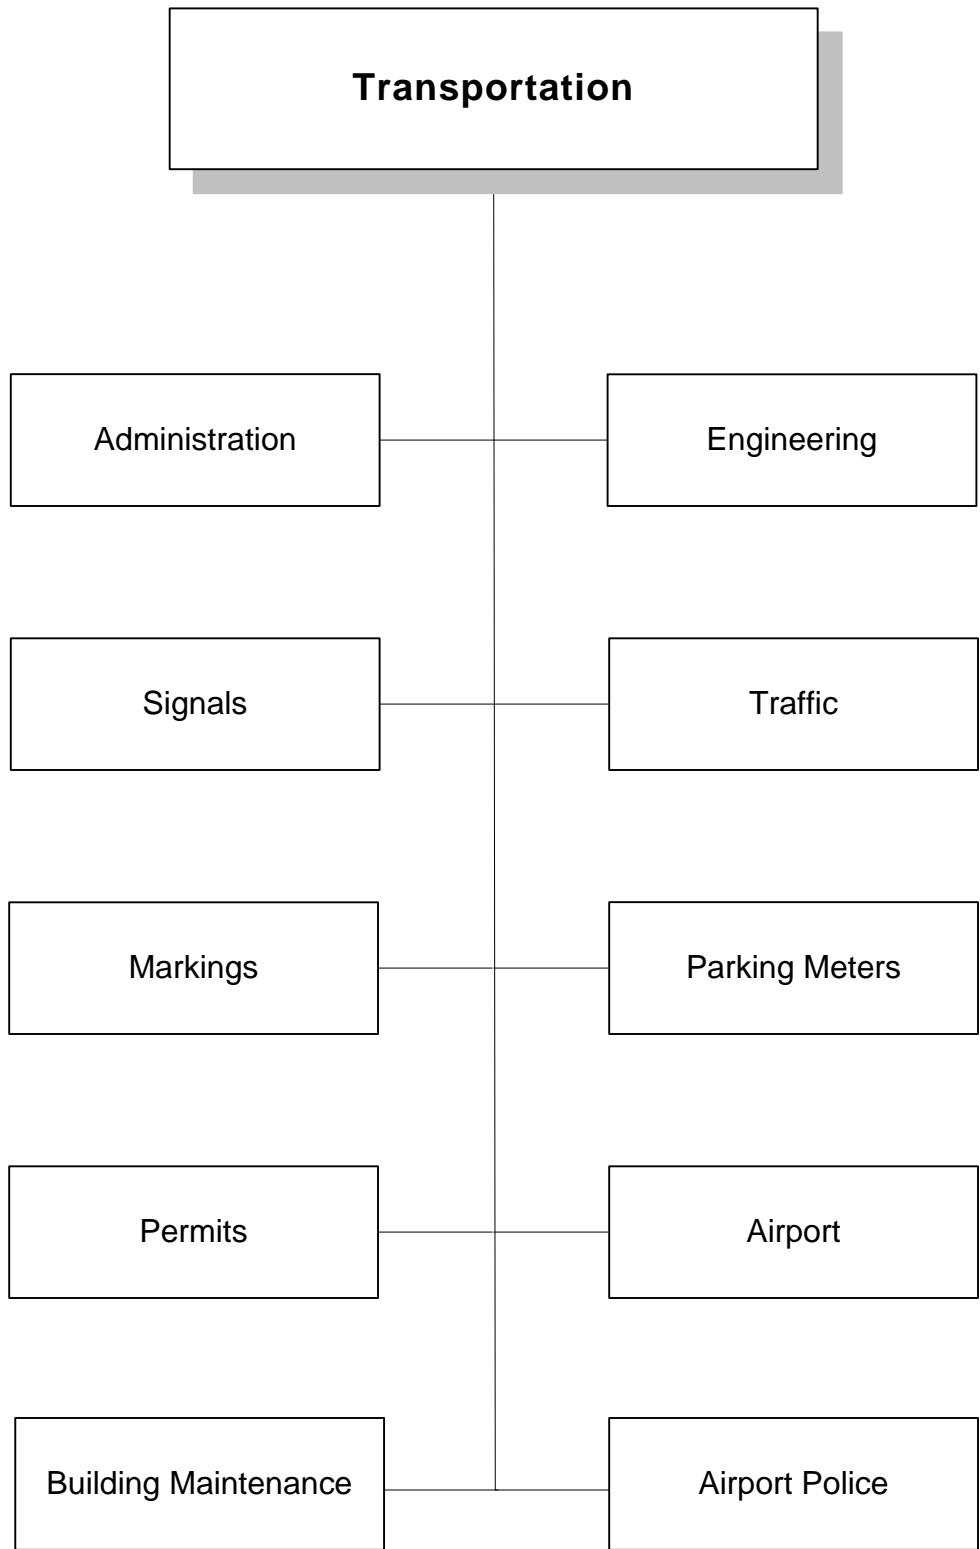 Transportation
Administration
Engineering
Signals
Traffic
Markings
Parking Meters
Permits
Airport
Building Maintenance
Airport Police